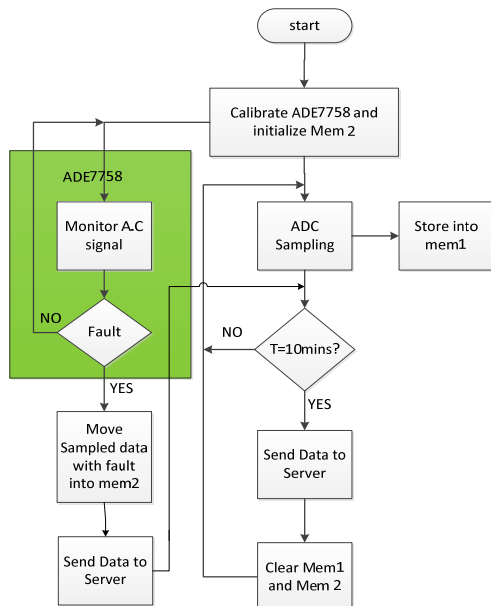 start
Calibrate ADE7758 and
initialize Mem 2
ADE7758
Monitor A.C
signal
ADC
Sampling
Store into
mem1
Fault
NO
YES
T=10mins?
NO
YES
Move
Sampled data
with fault
into mem2
Send Data to
Server
Send Data to
Server
Clear Mem1
and Mem 2